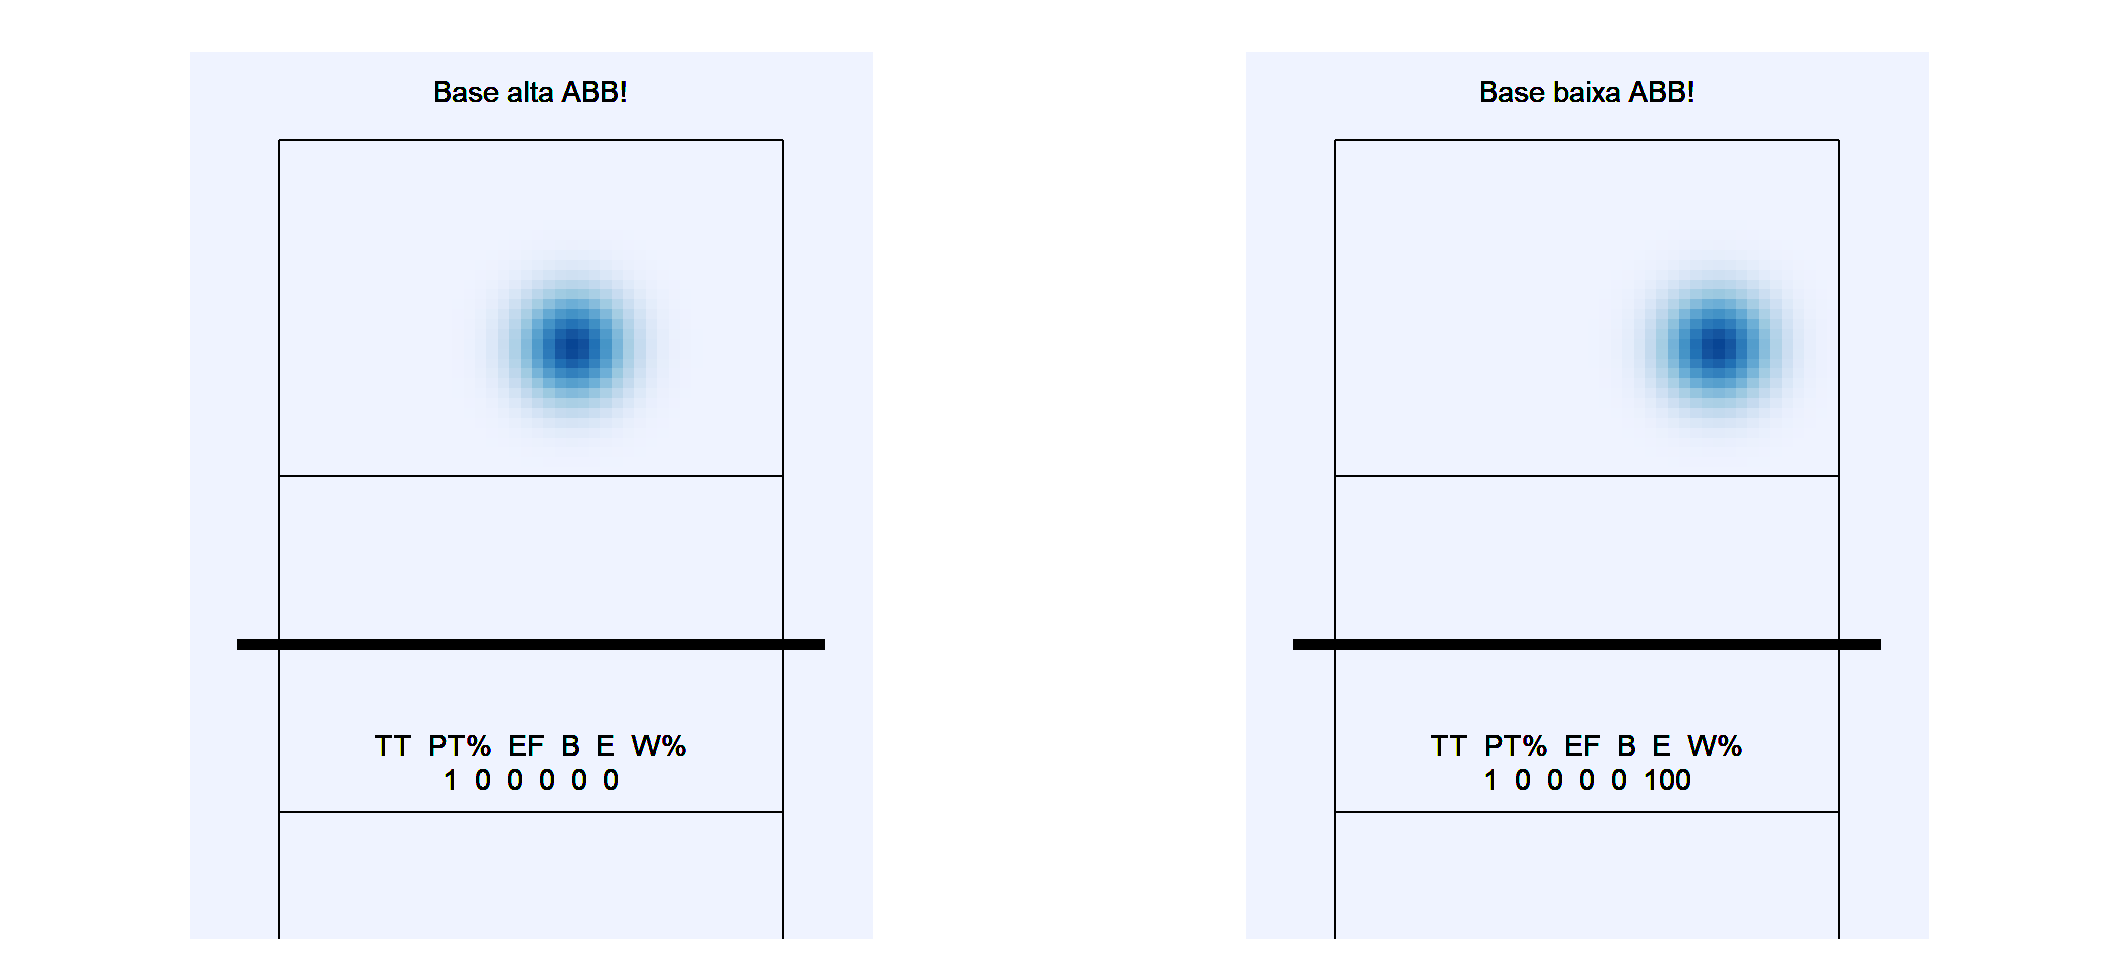 Base alta ABB!
TT PT% EF B E W%
1 0 0 0 0 0
Base baixa ABB!
TT PT% EF B E W%
1 0 0 0 0 100